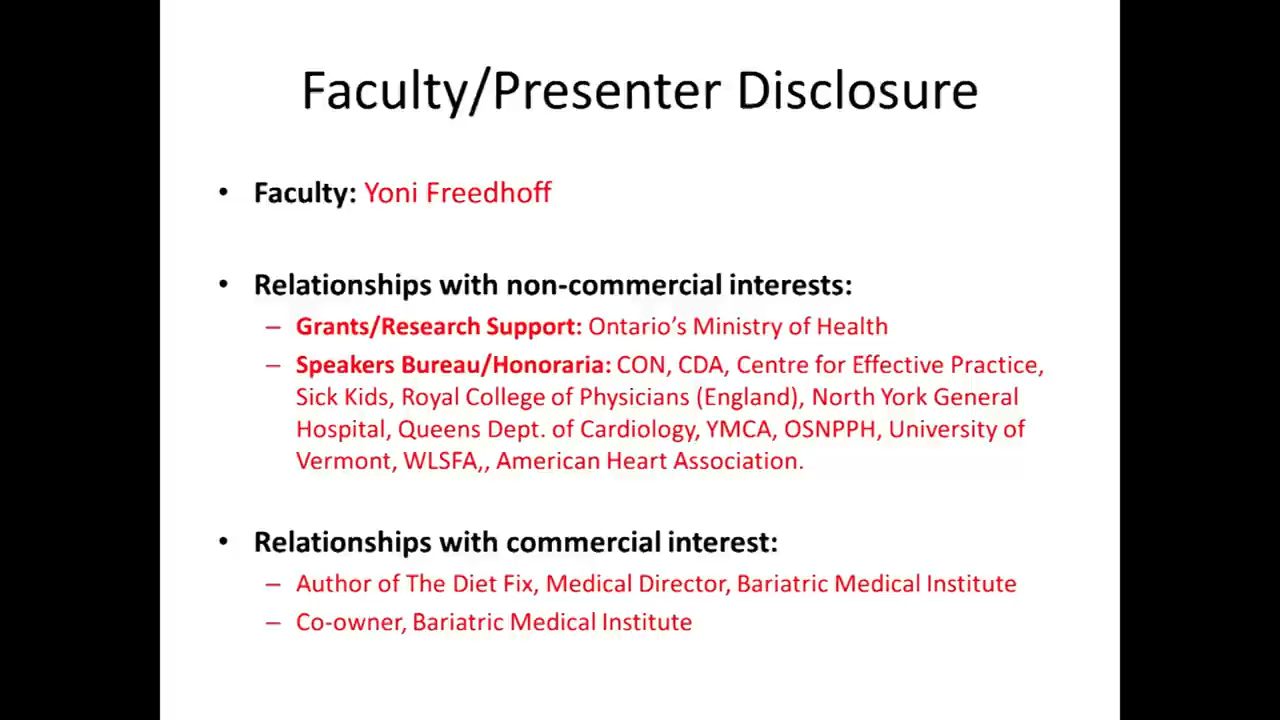 Faculty/Presenter Disclosure
• Faculty: Yoni Freedhoff
• Relationships with non-commercial interests:
– Grants/Research Support: Ontario's Ministry of Health
– Speakers Bureau/Honoraria: CON, CDA, Centre for Effective Practice,
Sick Kids, Royal College of Physicians (England), North York General
Hospital, Queens Dept. of Cardiology, YMCA, OSNPPH, University of
Vermont, WLSFA,, American Heart Association.
• Relationships with commercial interest:
– Author of The Diet Fix, Medical Director, Bariatric Medical Institute
– Co-owner, Bariatric Medical Institute